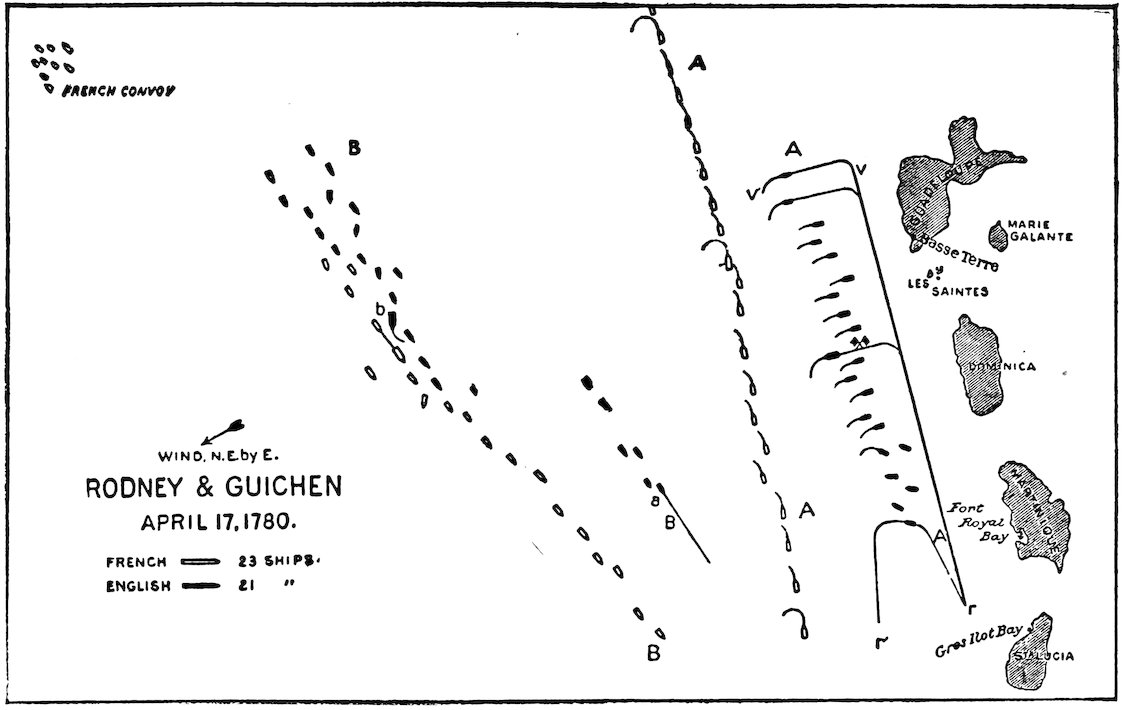 FRENCH CONVOY
A
A
V
V
B
GUADELOUPE
MARIE
GALANTE
Basse Terre
LES SAINTES
b
DOMINICA
WIND, N.E. by E.
RODNEY & GUICHEN
APRIL 17, 1780.
FRENCH 23 SHIPS.
ENGLISH 21 "
a
B
A
A
MARTINIQUE
Fort
Royal
Bay
r
r
B
Gros Ilot Bay
ST. LUCIA